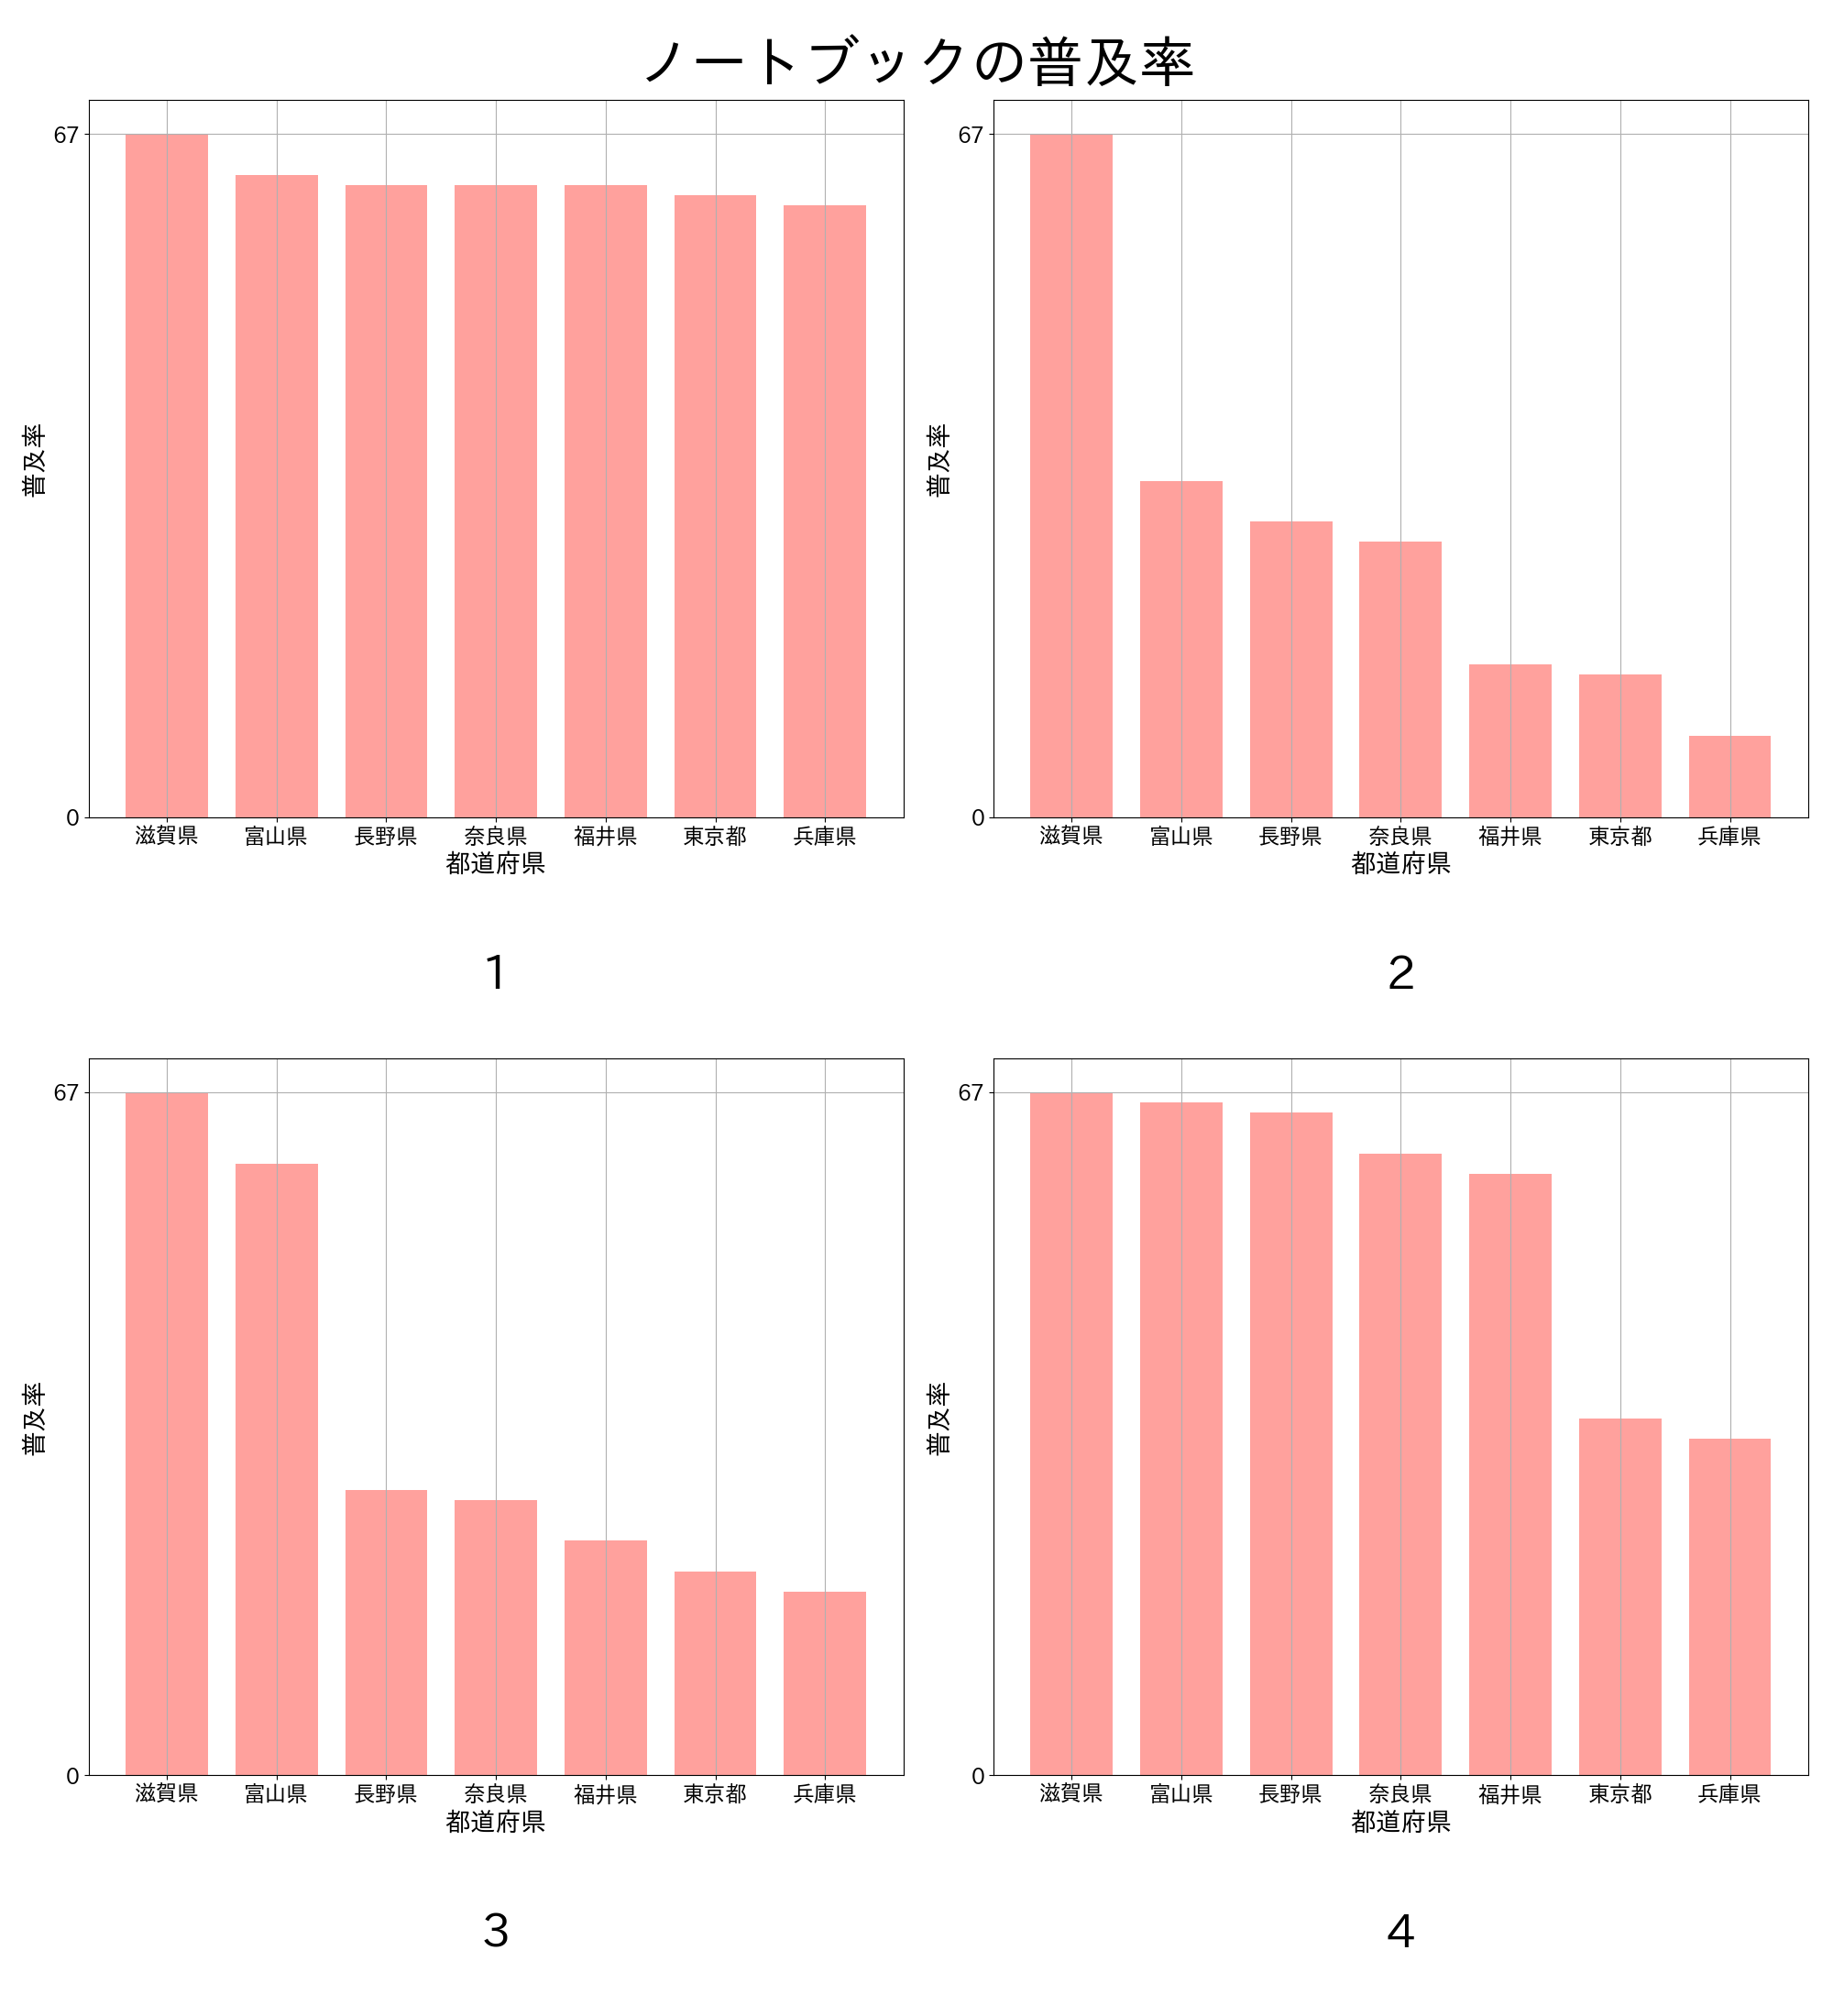 ノートブックの普及率
67
0
普及率
滋賀県 富山県 長野県 奈良県 福井県 東京都 兵庫県
都道府県
1
67
0
普及率
滋賀県 富山県 長野県 奈良県 福井県 東京都 兵庫県
都道府県
2
67
0
普及率
滋賀県 富山県 長野県 奈良県 福井県 東京都 兵庫県
都道府県
3
67
0
普及率
滋賀県 富山県 長野県 奈良県 福井県 東京都 兵庫県
都道府県
4